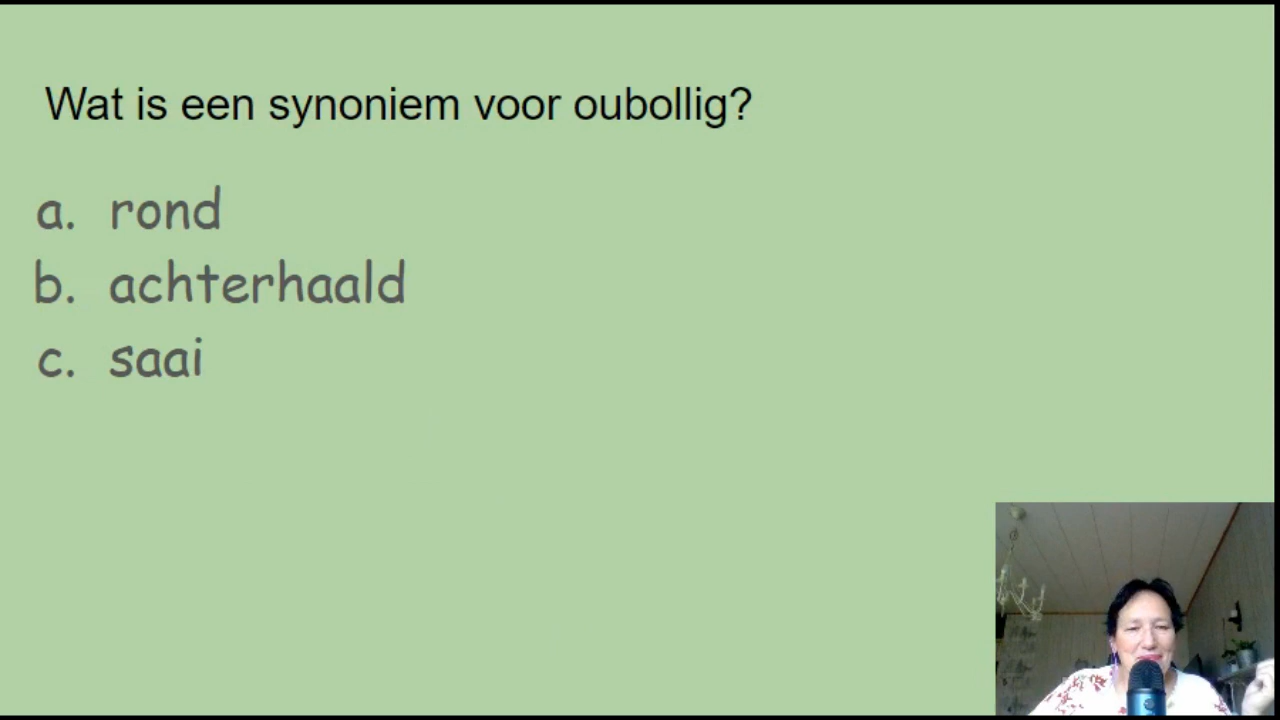 Wat is een synoniem voor oubollig?
a. rond
b. achterhaald
c. saai